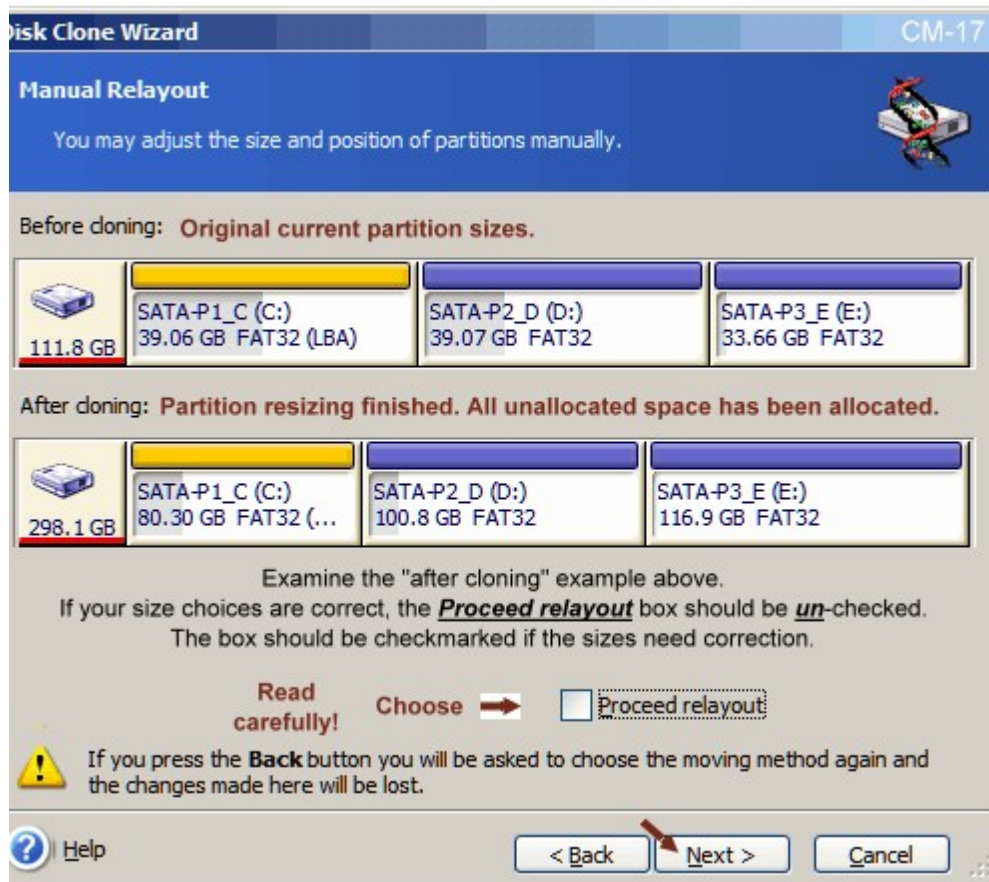 Disk Clone Wizard CM-17
Manual Relayout
You may adjust the size and position of partitions manually.
Before cloning: Original current partition sizes.
111.8 GB
SATA-P1_C (C:)
39.06 GB FAT32 (LBA)
SATA-P2_D (D:)
39.07 GB FAT32
SATA-P3_E (E:)
33.66 GB FAT32
After cloning: Partition resizing finished. All unallocated space has been allocated.
298.1 GB
SATA-P1_C (C:)
80.30 GB FAT32 (...
SATA-P2_D (D:)
100.8 GB FAT32
SATA-P3_E (E:)
116.9 GB FAT32
Examine the "after cloning" example above.
If your size choices are correct, the Proceed relayout box should be un-checked.
The box should be checkmarked if the sizes need correction.
Read
carefully!
Choose
Proceed relayout
If you press the Back button you will be asked to choose the moving method again and
the changes made here will be lost.
Help
< Back
Next >
Cancel